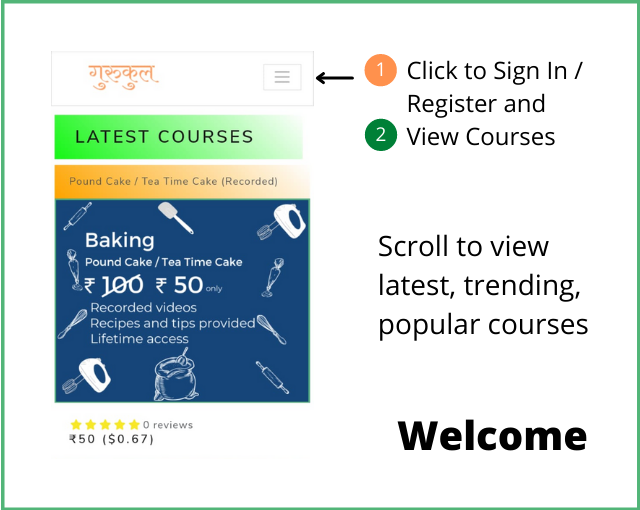 गुरुकुल
1 Click to Sign In /
Register and
2 View Courses
LATEST COURSES
Pound Cake / Tea Time Cake (Recorded)
Baking
Pound Cake / Tea Time Cake
₹ 100 ₹ 50 only
Recorded videos
Recipes and tips provided
Lifetime access
0 reviews
₹50 ($0.67)
Scroll to view
latest, trending,
popular courses
Welcome